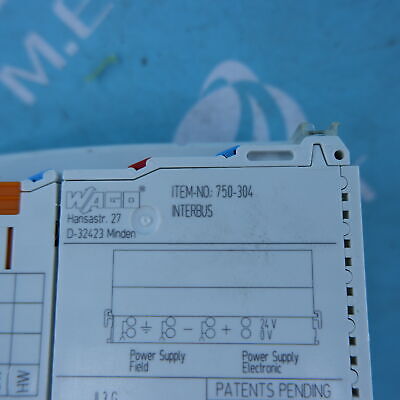 M.E
WAGO
ITEM-NO: 750-304
Hansastr. 27
INTERBUS
D-32423 Minden
24V
0V
Power Supply
Field
Power Supply
Electronic
HW
PATENTS PENDING